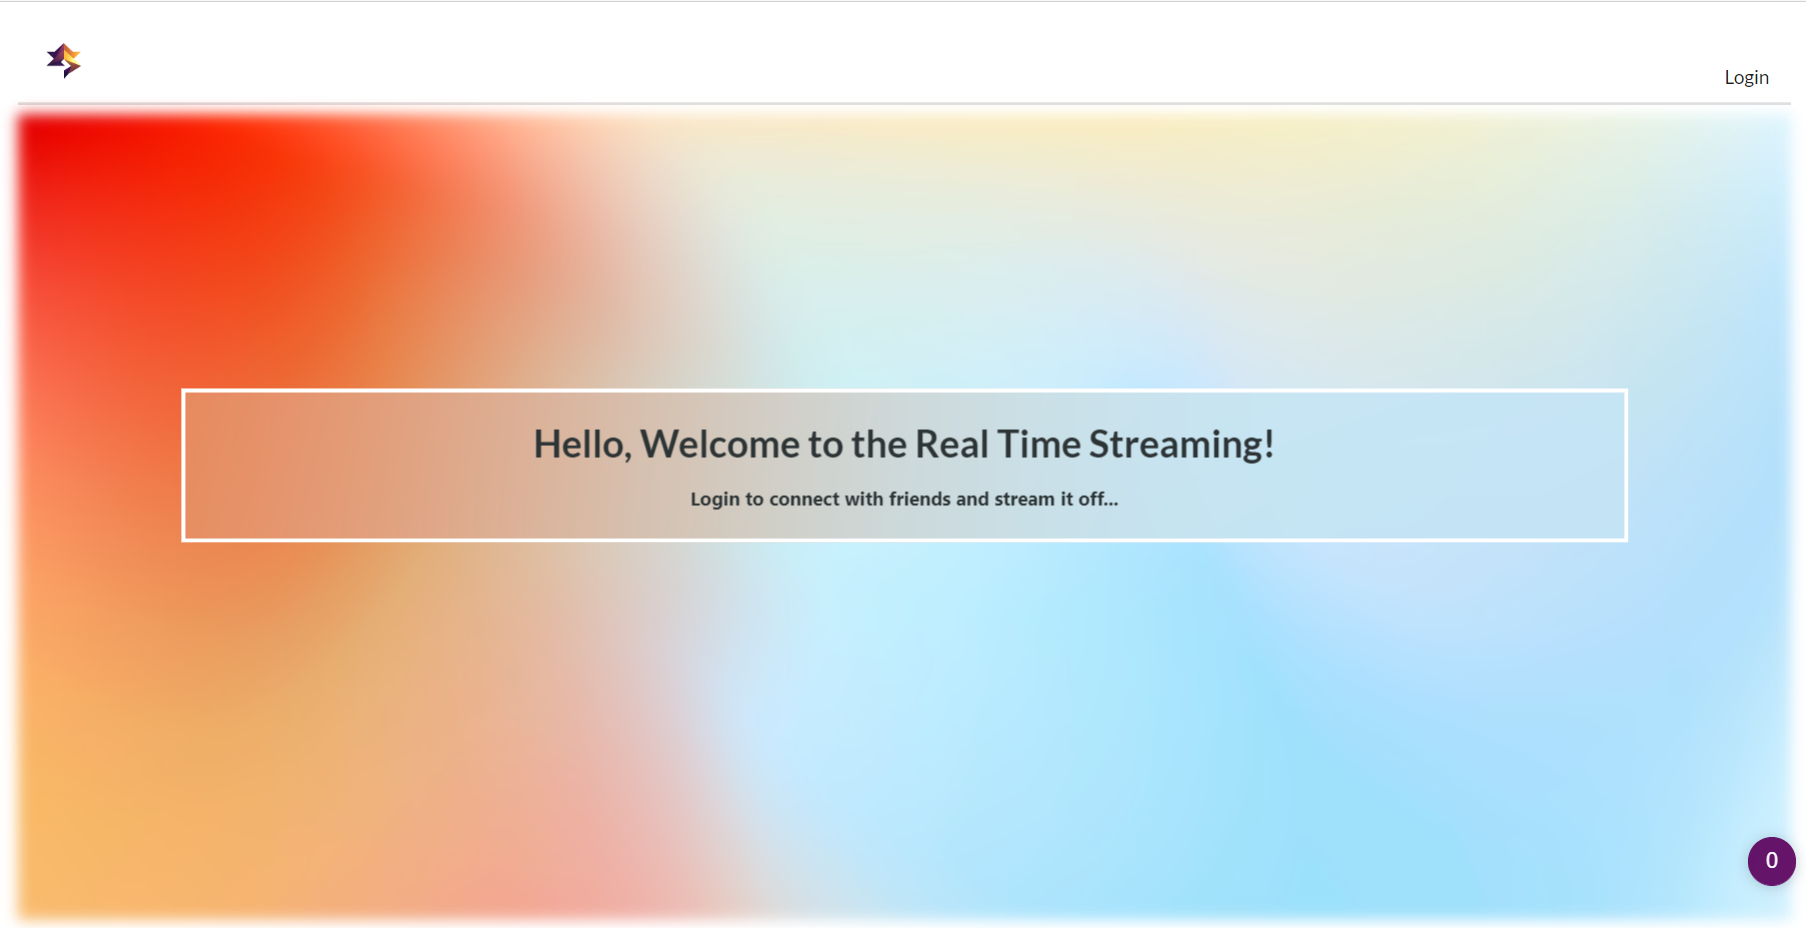 Login
Hello, Welcome to the Real Time Streaming!
Login to connect with friends and stream it off...
0